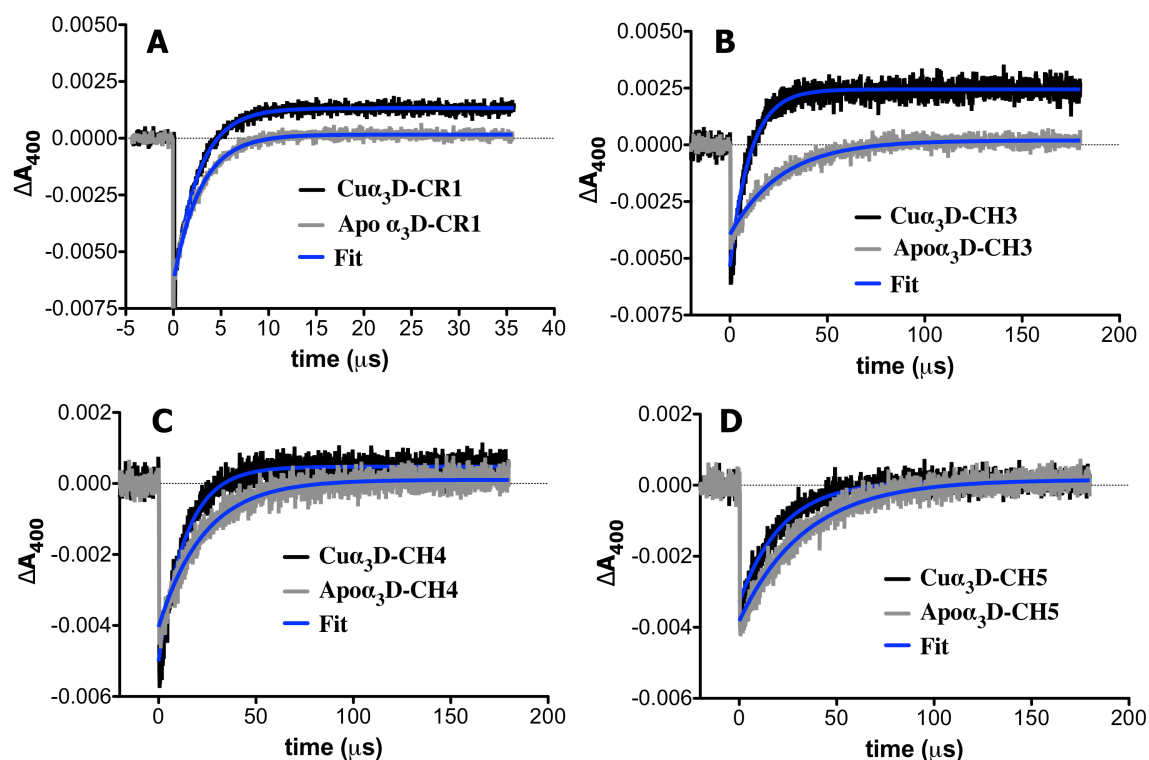 A
0.0050
0.0025
0.0000
-0.0025
-0.0050
-0.0075
ΔA₄₀₀
Cuα₃D-CR1
Apo α₃D-CR1
Fit
-5 0 5 10 15 20 25 30 35 40
time (μs)
B
0.0050
0.0025
0.0000
-0.0025
-0.0050
-0.0075
ΔA₄₀₀
Cuα₃D-CH3
Apoα₃D-CH3
Fit
0 50 100 150 200
time (μs)
C
0.002
0.000
-0.002
-0.004
-0.006
ΔA₄₀₀
Cuα₃D-CH4
Apoα₃D-CH4
Fit
0 50 100 150 200
time (μs)
D
0.002
0.000
-0.002
-0.004
-0.006
ΔA₄₀₀
Cuα₃D-CH5
Apoα₃D-CH5
Fit
0 50 100 150 200
time (μs)